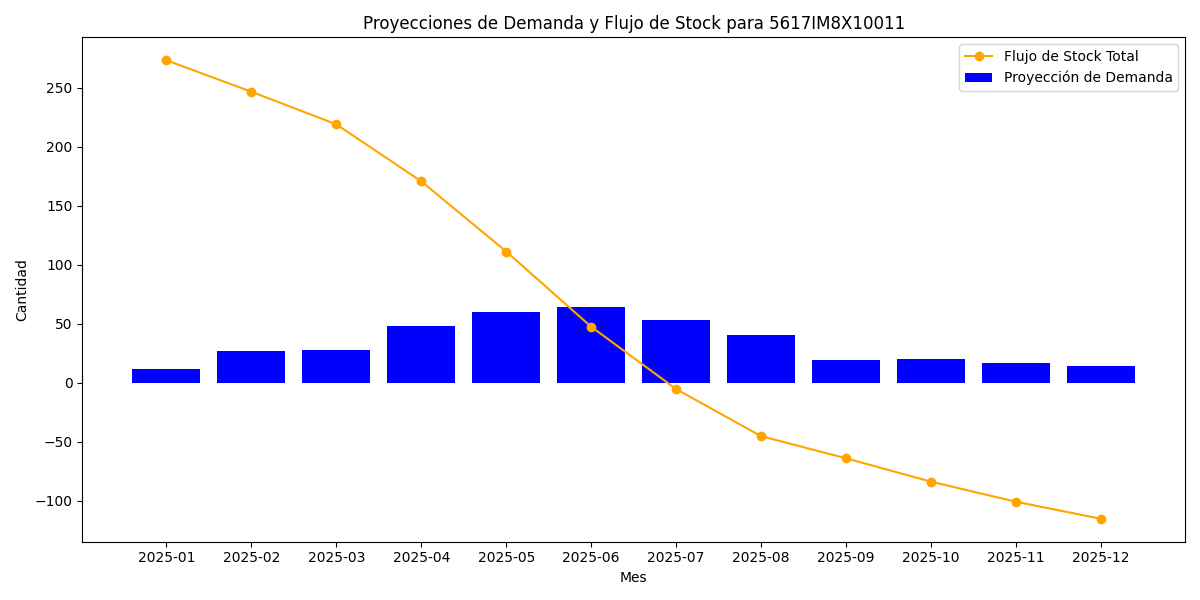 Proyecciones de Demanda y Flujo de Stock para 5617IM8X10011
Flujo de Stock Total
Proyección de Demanda
Cantidad
250
200
150
100
50
0
−50
−100
2025-01 2025-02 2025-03 2025-04 2025-05 2025-06 2025-07 2025-08 2025-09 2025-10 2025-11 2025-12
Mes